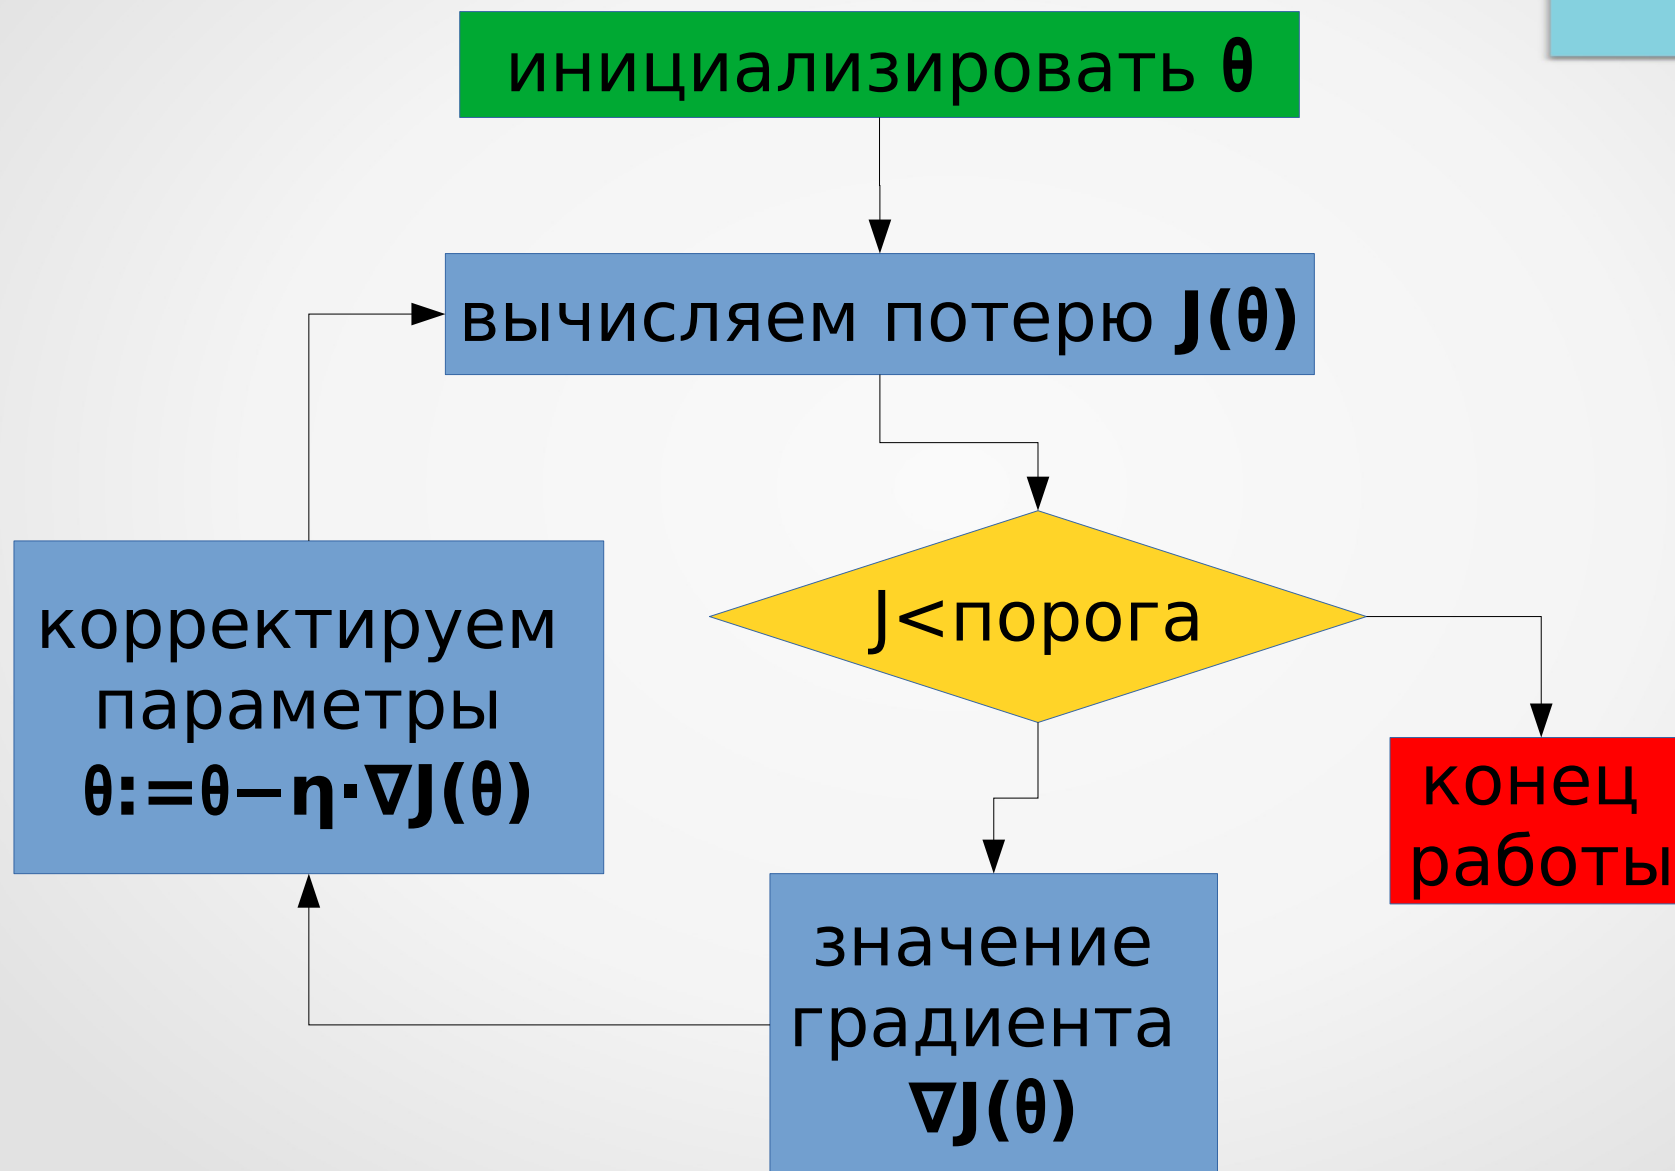 инициализировать θ
вычисляем потерю J(θ)
J<порога
конец
работы
значение
градиента
∇J(θ)
корректируем
параметры
θ:=θ−η·∇J(θ)